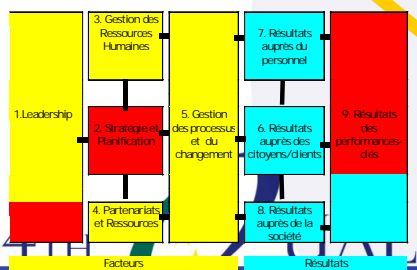 3. Gestion des
Ressources
Humaines
7. Résultats
auprès du
personnel
1.Leadership
2. Stratégie et
Planification
5. Gestion
des processus
et du
changement
6. Résultats
auprès des
citoyens/clients
9. Résultats
des
performances-
clés
4. Partenariats
et Ressources
8. Résultats
auprès de la
société
4TH
Facteurs
Résultats